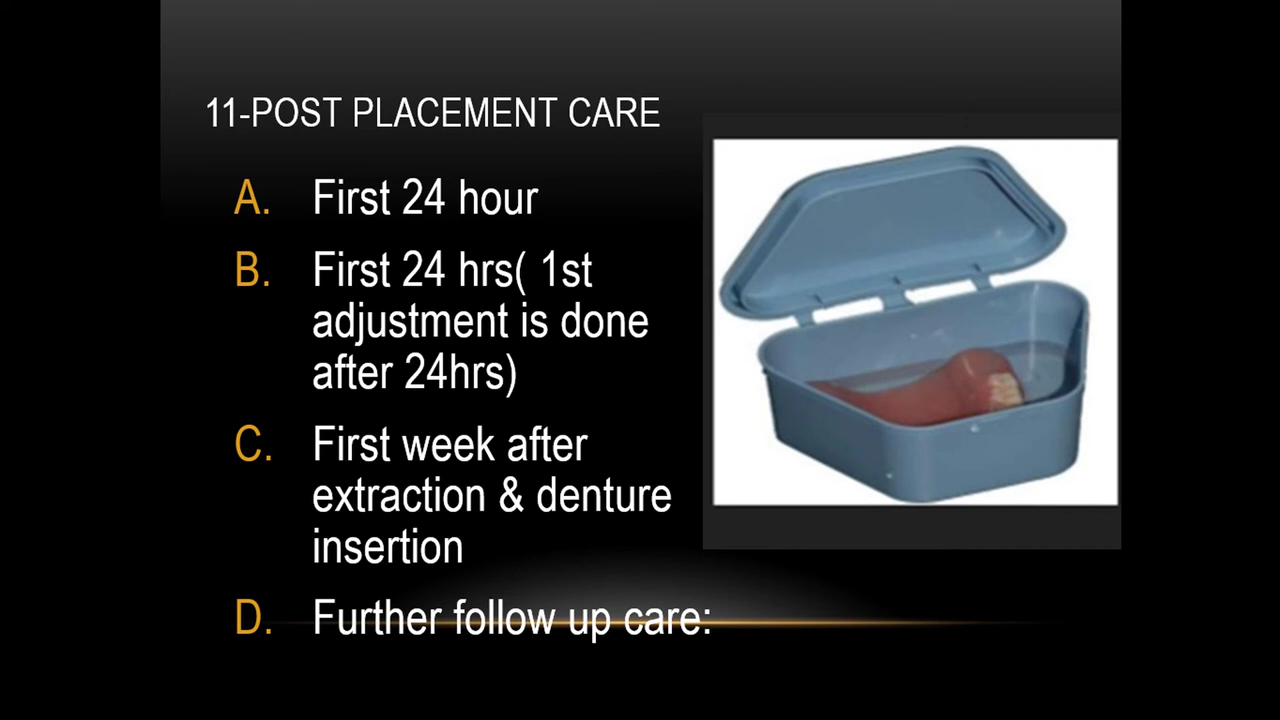 11-POST PLACEMENT CARE
A. First 24 hour
B. First 24 hrs( 1st
adjustment is done
after 24hrs)
C. First week after
extraction & denture
insertion
D. Further follow up care: